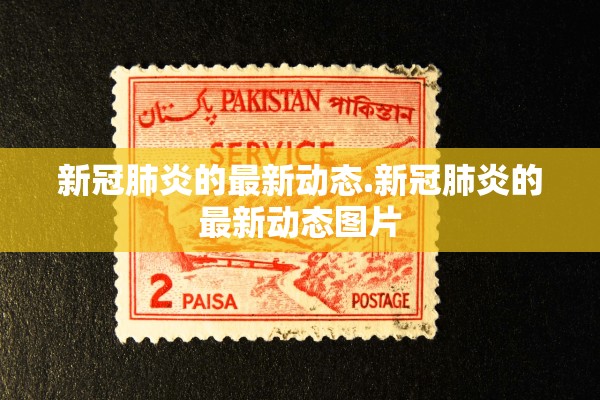 پاکستان PAKISTAN পাকিস্তান
SERVICE
新冠肺炎的最新动态.新冠肺炎的
最新动态图片
2 PAISA POSTAGE